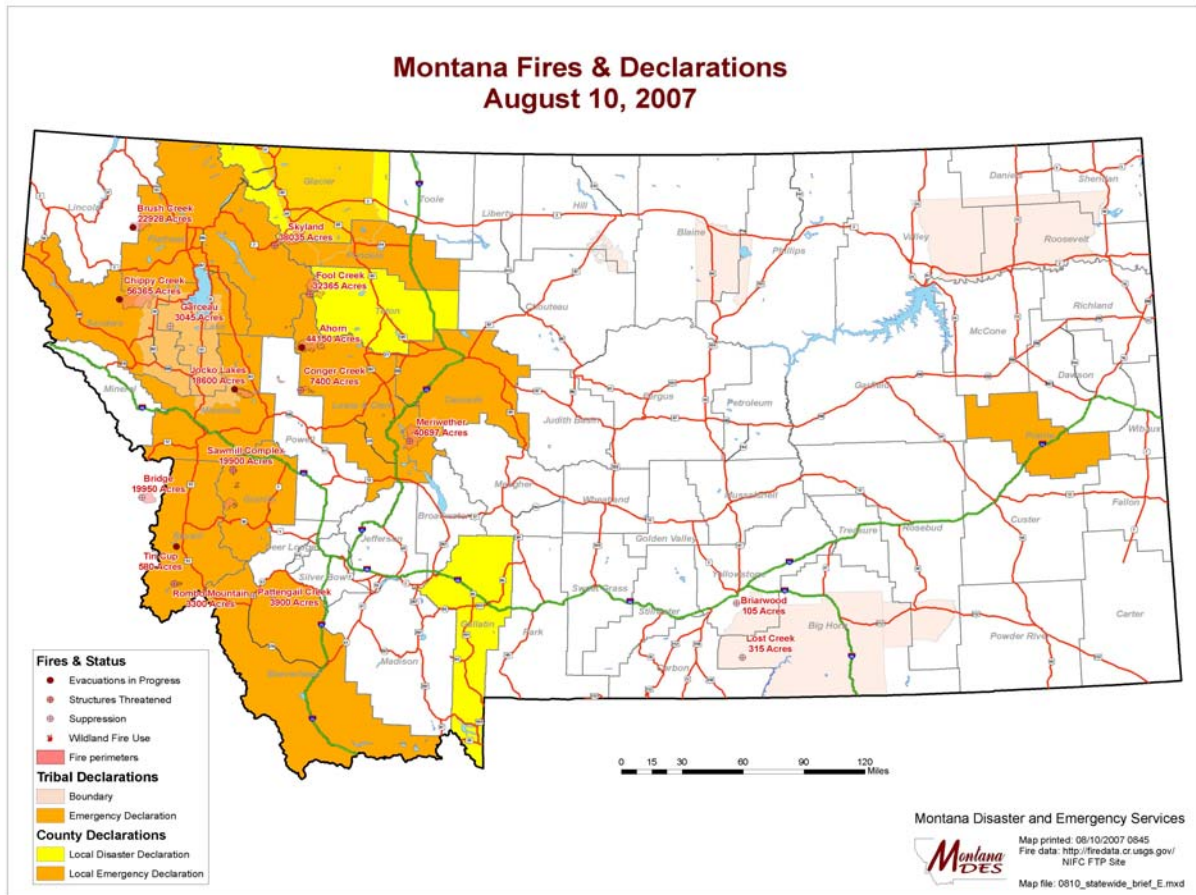 Montana Fires & Declarations
August 10, 2007
Lincoln
Glacier
Toole
Liberty
Hill
Blaine
Phillips
Valley
Daniels
Sheridan
Roosevelt
Brush Creek
22928 Acres
Flathead
Skyland
38035 Acres
Pondera
Chippy Creek
56365 Acres
Fool Creek
32365 Acres
Garceau
3045 Acres
Lake
Sanders
Teton
Chouteau
Richland
McCone
Ahorn
44150 Acres
Jocko Lakes
18600 Acres
Conger Creek
7400 Acres
Mineral
Missoula
Lewis & Clark
Cascade
Fergus
Petroleum
Garfield
Dawson
Prairie
Wibaux
Powell
Meriwether
40697 Acres
Judith Basin
Sawmill Complex
19900 Acres
Bridge
19950 Acres
Granite
Meagher
Wheatland
Musselshell
Broadwater
Golden Valley
Treasure
Rosebud
Custer
Fallon
Ravalli
Tin Cup
580 Acres
Deer Lodge
Jefferson
Silver Bow
Rombo Mountain
3300 Acres
Pattengail Creek
3900 Acres
Gallatin
Park
Sweet Grass
Stillwater
Yellowstone
Briarwood
105 Acres
Big Horn
Lost Creek
315 Acres
Powder River
Carter
Beaverhead
Madison
Carbon
Fires & Status
Evacuations in Progress
Structures Threatened
Suppression
Wildland Fire Use
Fire perimeters
Tribal Declarations
Boundary
Emergency Declaration
County Declarations
Local Disaster Declaration
Local Emergency Declaration
0 15 30 60 90 120
Miles
Montana Disaster and Emergency Services
Montana
DES
Map printed: 08/10/2007 0845
Fire data: http://firedata.cr.usgs.gov/
NIFC FTP Site
Map file: 0810_statewide_brief_E.mxd